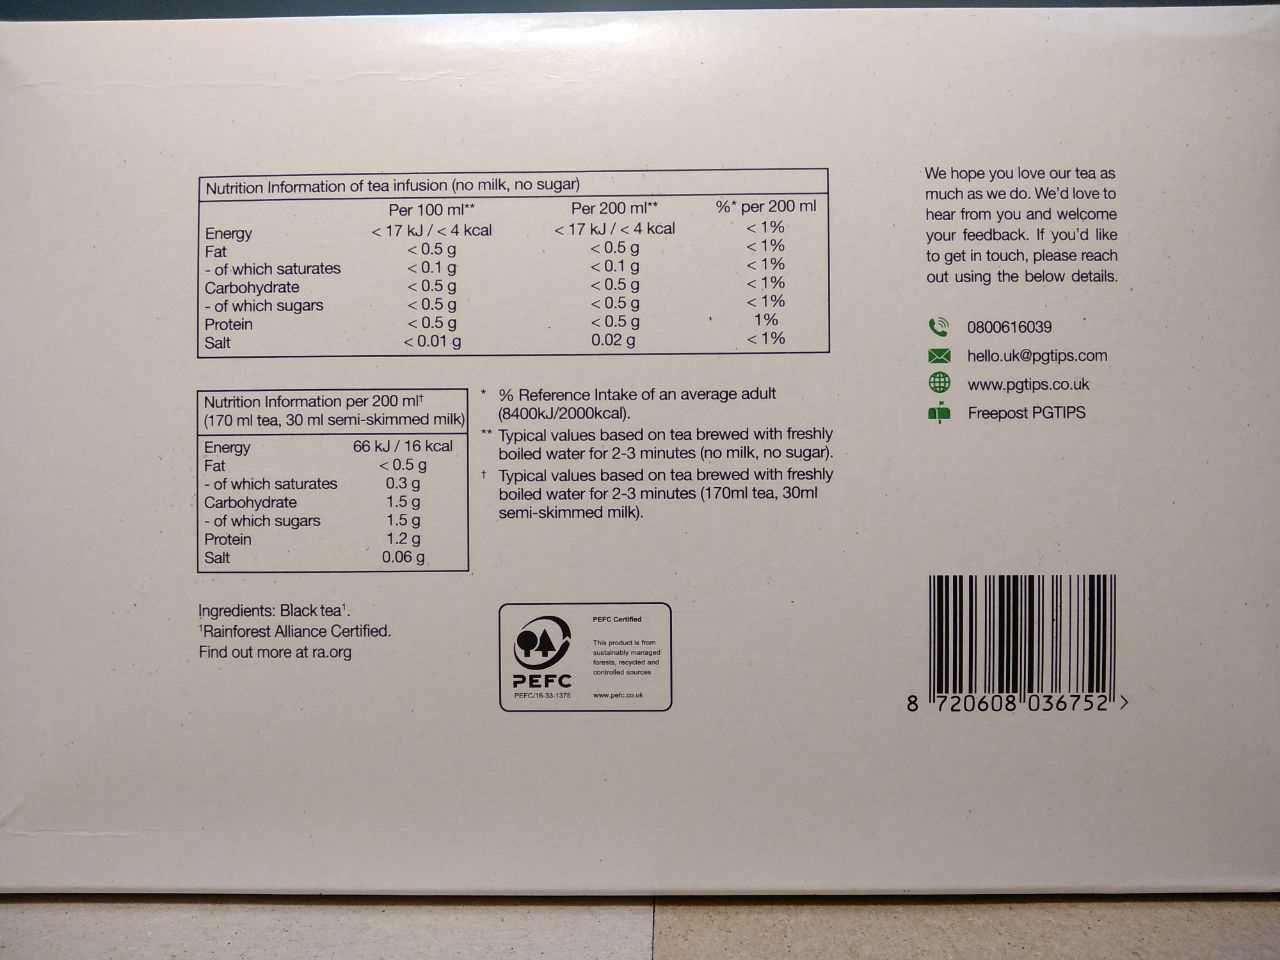 Nutrition Information of tea infusion (no milk, no sugar)
Per 100 ml** Per 200 ml** %* per 200 ml
Energy < 17 kJ / < 4 kcal < 17 kJ / < 4 kcal < 1%
Fat < 0.5 g < 0.5 g < 1%
- of which saturates < 0.1 g < 0.1 g < 1%
Carbohydrate < 0.5 g < 0.5 g < 1%
- of which sugars < 0.5 g < 0.5 g < 1%
Protein < 0.5 g < 0.5 g 1%
Salt < 0.01 g 0.02 g < 1%
Nutrition Information per 200 ml†
(170 ml tea, 30 ml semi-skimmed milk)
Energy 66 kJ / 16 kcal
Fat < 0.5 g
- of which saturates 0.3 g
Carbohydrate 1.5 g
- of which sugars 1.5 g
Protein 1.2 g
Salt 0.06 g
* % Reference Intake of an average adult
(8400kJ/2000kcal).
** Typical values based on tea brewed with freshly
boiled water for 2-3 minutes (no milk, no sugar).
† Typical values based on tea brewed with freshly
boiled water for 2-3 minutes (170ml tea, 30ml
semi-skimmed milk).
Ingredients: Black tea¹.
¹Rainforest Alliance Certified.
Find out more at ra.org
PEFC
PEFC/16-33-1378
PEFC Certified
This product is from
sustainably managed
forests, recycled and
controlled sources
www.pefc.co.uk
We hope you love our tea as
much as we do. We'd love to
hear from you and welcome
your feedback. If you'd like
to get in touch, please reach
out using the below details.
0800616039
hello.uk@pgtips.com
www.pgtips.co.uk
Freepost PGTIPS
8 720608 036752 >